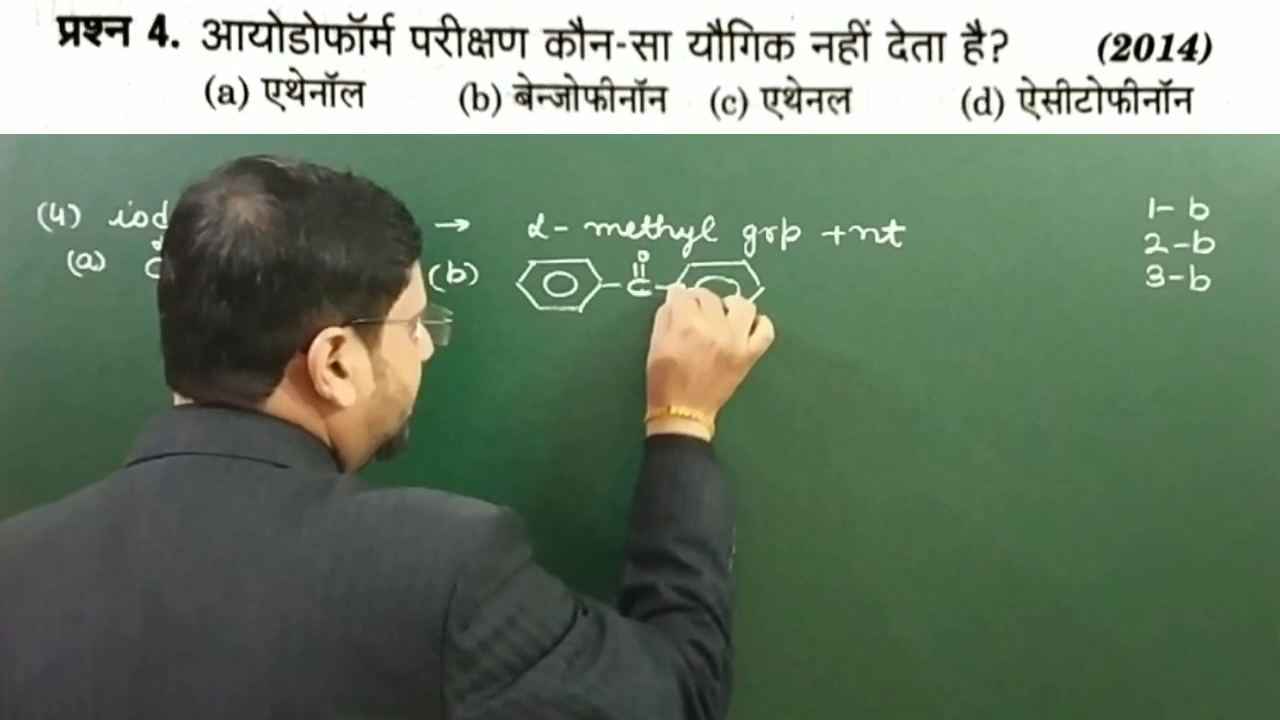 प्रश्न 4. आयोडोफॉर्म परीक्षण कौन-सा यौगिक नहीं देता है? (2014)
(a) एथेनॉल (b) बेन्जोफीनॉन (c) एथेनल (d) ऐसीटोफीनॉन
(4) iod → α- methyl grp +nt
(a) C (b) O
C
1- b
2-b
3-b